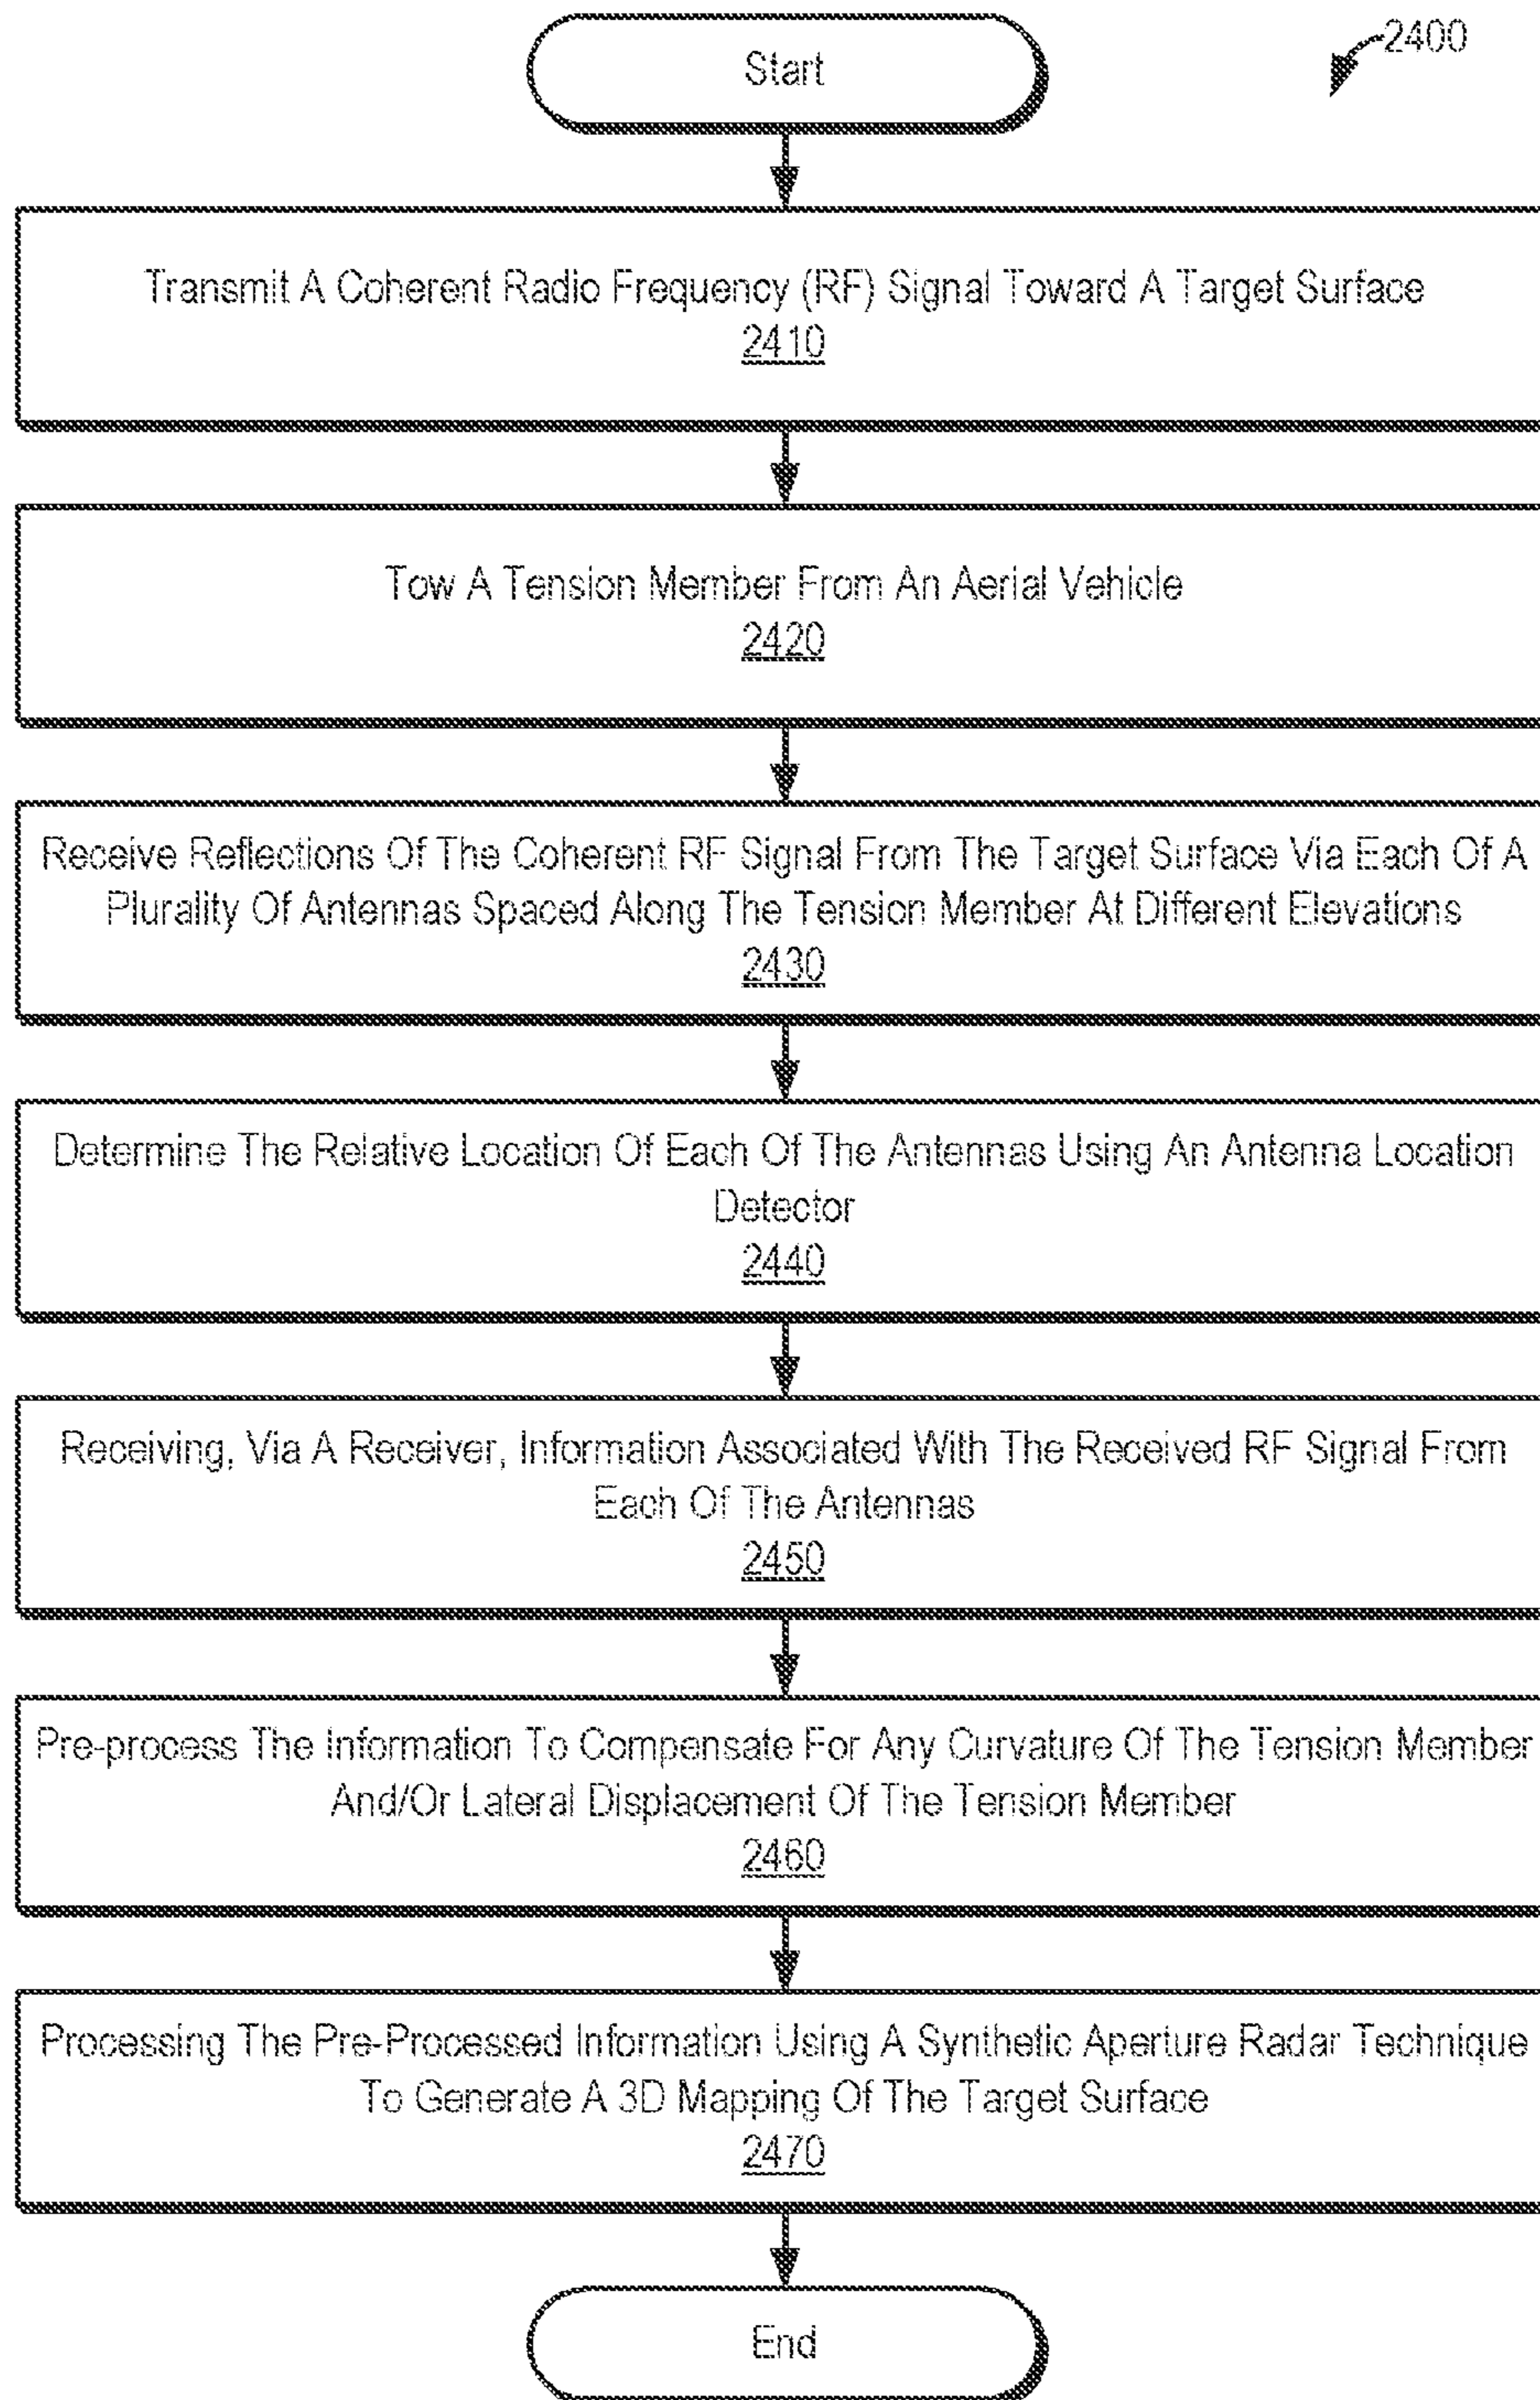 Start
2400
Transmit A Coherent Radio Frequency (RF) Signal Toward A Target Surface
2410
Tow A Tension Member From An Aerial Vehicle
2420
Receive Reflections Of The Coherent RF Signal From The Target Surface Via Each Of A
Plurality Of Antennas Spaced Along The Tension Member At Different Elevations
2430
Determine The Relative Location Of Each Of The Antennas Using An Antenna Location
Detector
2440
Receiving, Via A Receiver, Information Associated With The Received RF Signal From
Each Of The Antennas
2450
Pre-process The Information To Compensate For Any Curvature Of The Tension Member
And/Or Lateral Displacement Of The Tension Member
2460
Processing The Pre-Processed Information Using A Synthetic Aperture Radar Technique
To Generate A 3D Mapping Of The Target Surface
2470
End